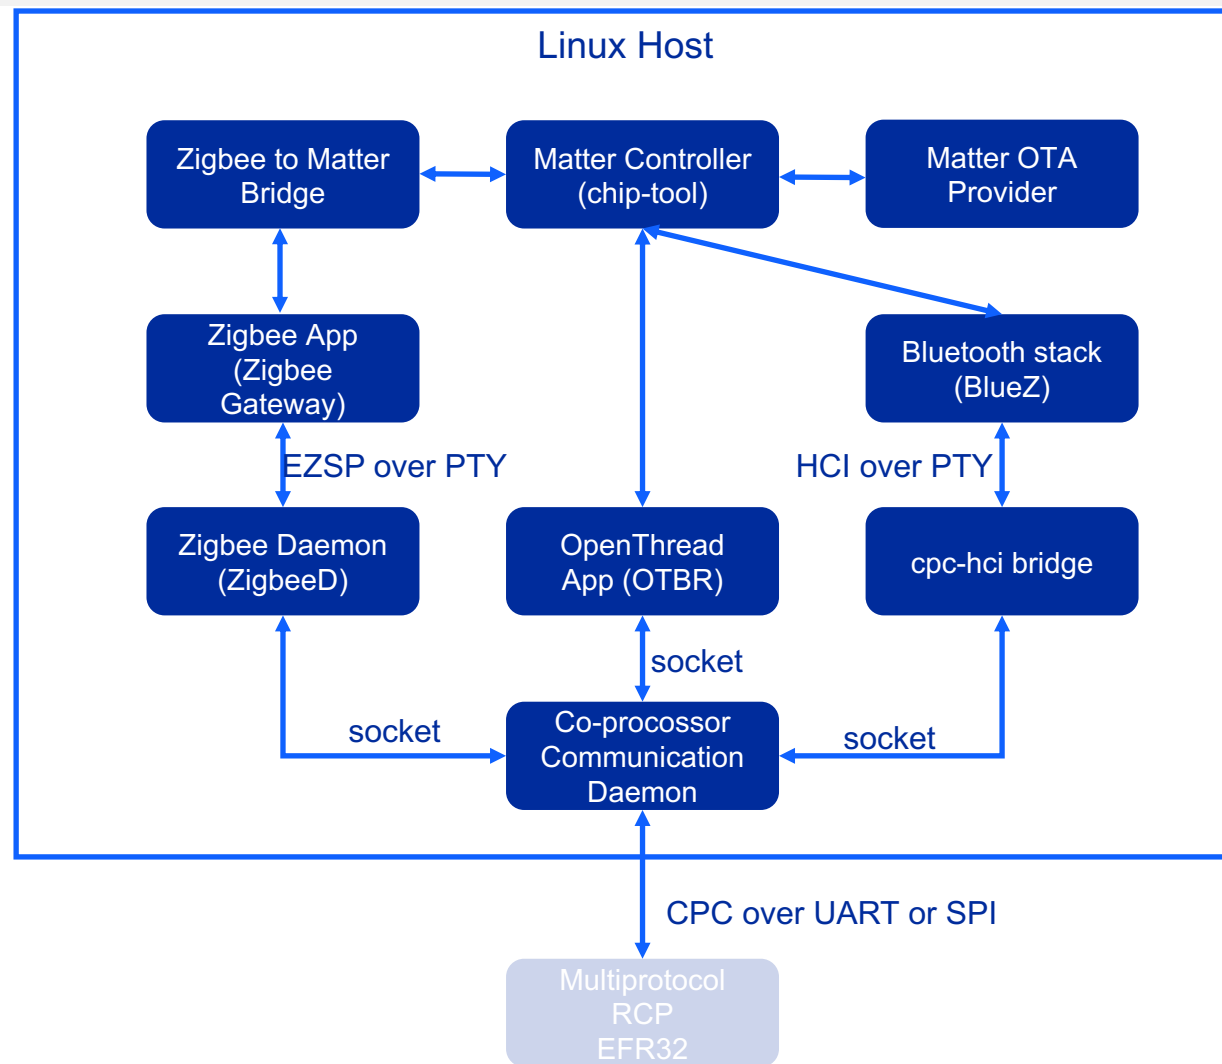 Linux Host
Zigbee to Matter
Bridge
Matter Controller
(chip-tool)
Matter OTA
Provider
Zigbee App
(Zigbee
Gateway)
Bluetooth stack
(BlueZ)
EZSP over PTY
HCI over PTY
Zigbee Daemon
(ZigbeeD)
OpenThread
App (OTBR)
cpc-hci bridge
socket
socket
socket
Co-procossor
Communication
Daemon
CPC over UART or SPI
Multiprotocol
RCP
EFR32